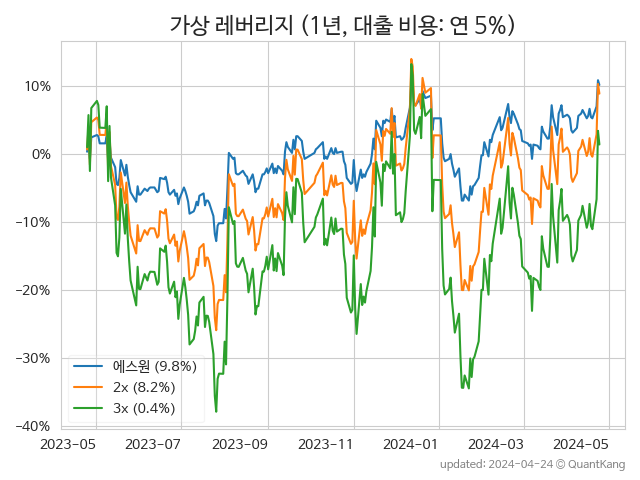 가상 레버리지 (1년, 대출 비용: 연 5%)
10%
0%
−10%
−20%
−30%
−40%
에스원 (9.8%)
2x (8.2%)
3x (0.4%)
2023-05 2023-07 2023-09 2023-11 2024-01 2024-03 2024-05
updated: 2024-04-24 © QuantKang